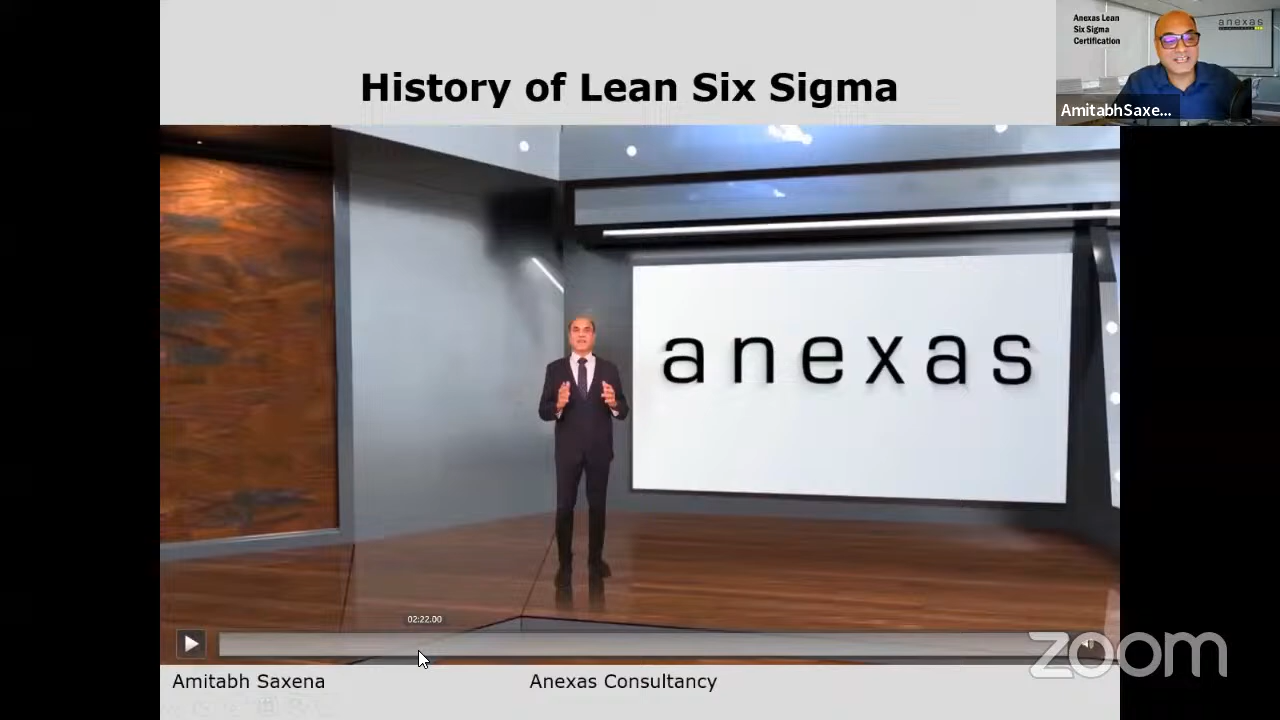 History of Lean Six Sigma
Anexas Lean
Six Sigma
Certification
anexas
AmitabhSaxe...
anexas
02:22.00
zoom
Amitabh Saxena
Anexas Consultancy